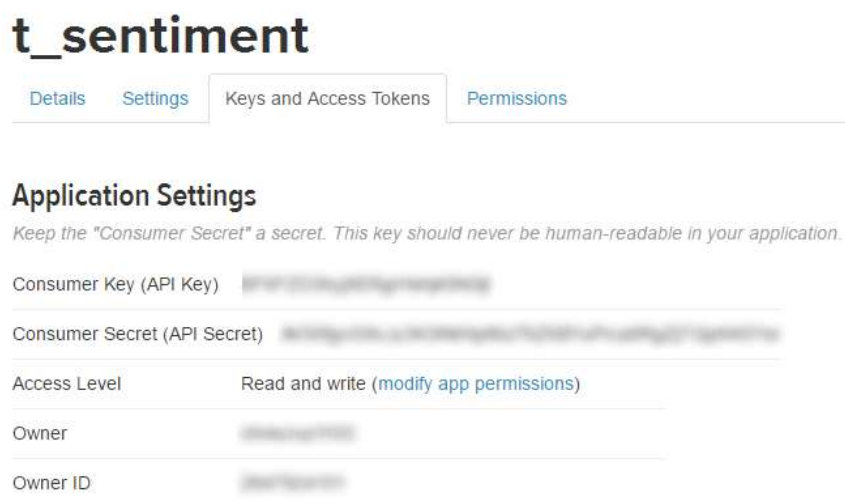 t_sentiment
Details Settings Keys and Access Tokens Permissions
Application Settings
Keep the "Consumer Secret" a secret. This key should never be human-readable in your application.
Consumer Key (API Key)
Consumer Secret (API Secret)
Access Level Read and write (modify app permissions)
Owner
Owner ID